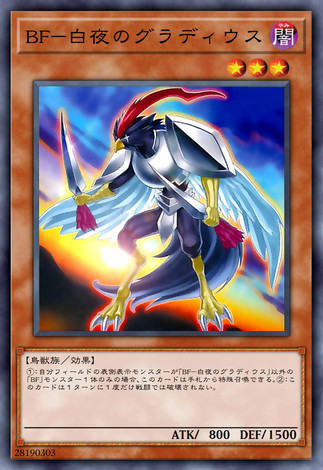 BF－白夜のグラディウス
やみ
闇
【鳥獣族／効果】
①：自分フィールドの表側表示モンスターが「BF－白夜のグラディウス」以外の
「BF」モンスター１体のみの場合、このカードは手札から特殊召喚できる。②：こ
のカードは１ターンに１度だけ戦闘では破壊されない。
ATK/ 800 DEF/1500
28190303